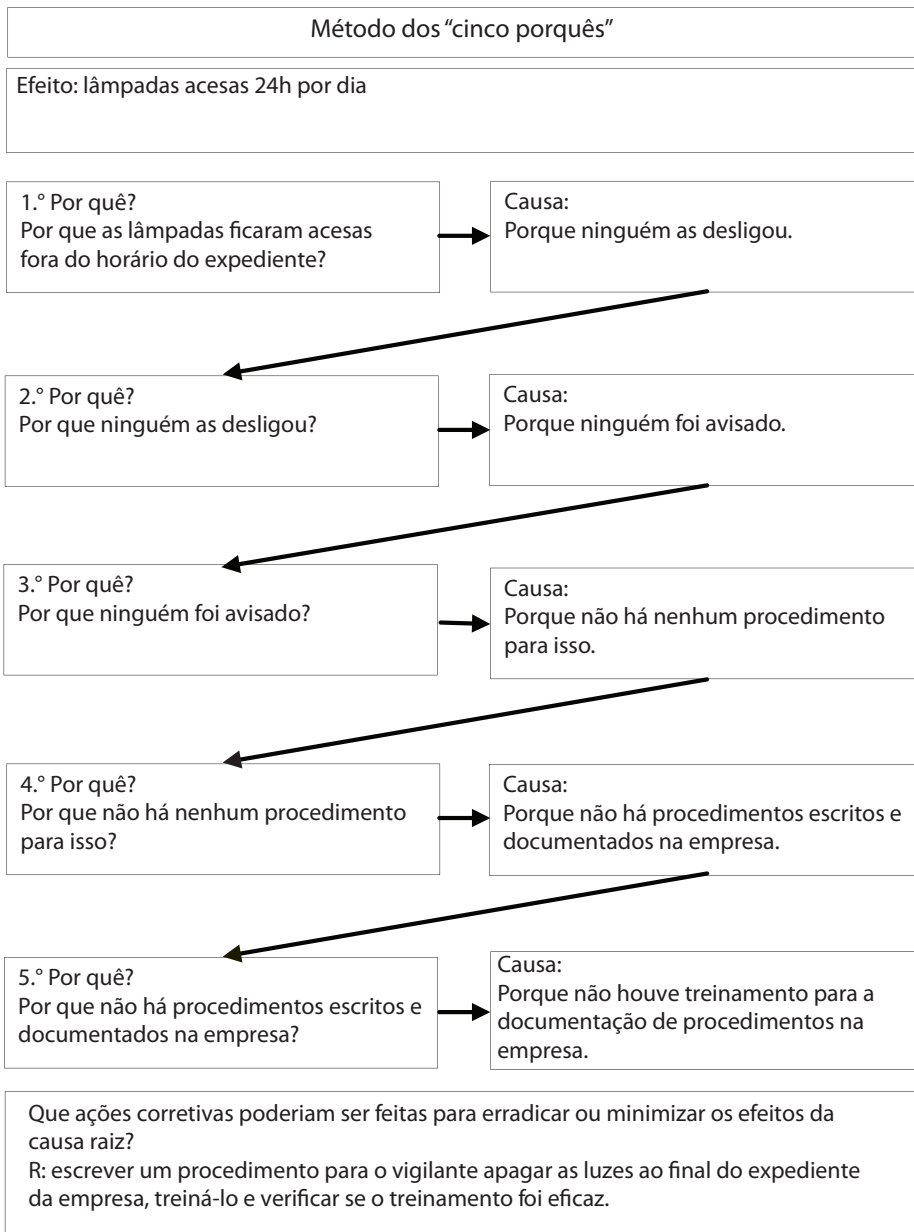 Método dos “cinco porquês”
Efeito: lâmpadas acesas 24h por dia
1.° Por quê?
Por que as lâmpadas ficaram acesas
fora do horário do expediente?
Causa:
Porque ninguém as desligou.
2.° Por quê?
Por que ninguém as desligou?
Causa:
Porque ninguém foi avisado.
3.° Por quê?
Por que ninguém foi avisado?
Causa:
Porque não há nenhum procedimento
para isso.
4.° Por quê?
Por que não há nenhum procedimento
para isso?
Causa:
Porque não há procedimentos escritos e
documentados na empresa.
5.° Por quê?
Por que não há procedimentos escritos e
documentados na empresa?
Causa:
Porque não houve treinamento para a
documentação de procedimentos na
empresa.
Que ações corretivas poderiam ser feitas para erradicar ou minimizar os efeitos da
causa raiz?
R: escrever um procedimento para o vigilante apagar as luzes ao final do expediente
da empresa, treiná-lo e verificar se o treinamento foi eficaz.